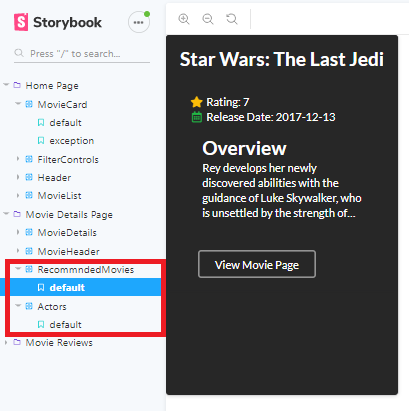 Storybook
Press "/" to search...
Home Page
MovieCard
default
exception
FilterControls
Header
MovieList
Movie Details Page
MovieDetails
MovieHeader
RecommndedMovies
default
Actors
default
Movie Reviews
Star Wars: The Last Jedi
Rating: 7
Release Date: 2017-12-13
Overview
Rey develops her newly
discovered abilities with the
guidance of Luke Skywalker, who
is unsettled by the strength of...
View Movie Page